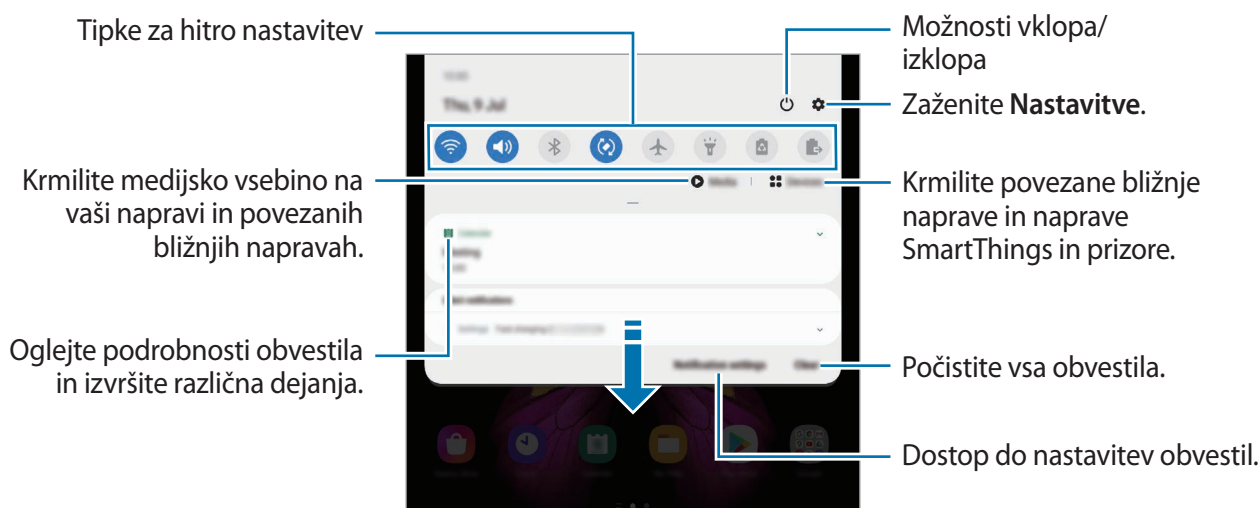 Tipke za hitro nastavitev
Možnosti vklopa/
izklopa
Thu, 9 Jul
Zaženite Nastavitve.
Krmilite medijsko vsebino na
vaši napravi in povezanih
bližnjih napravah.
Media
Devices
Krmilite povezane bližnje
naprave in naprave
SmartThings in prizore.
Calendar
Meeting
Oglejte podrobnosti obvestila
in izvršite različna dejanja.
Notification settings
Clear
Počistite vsa obvestila.
Dostop do nastavitev obvestil.